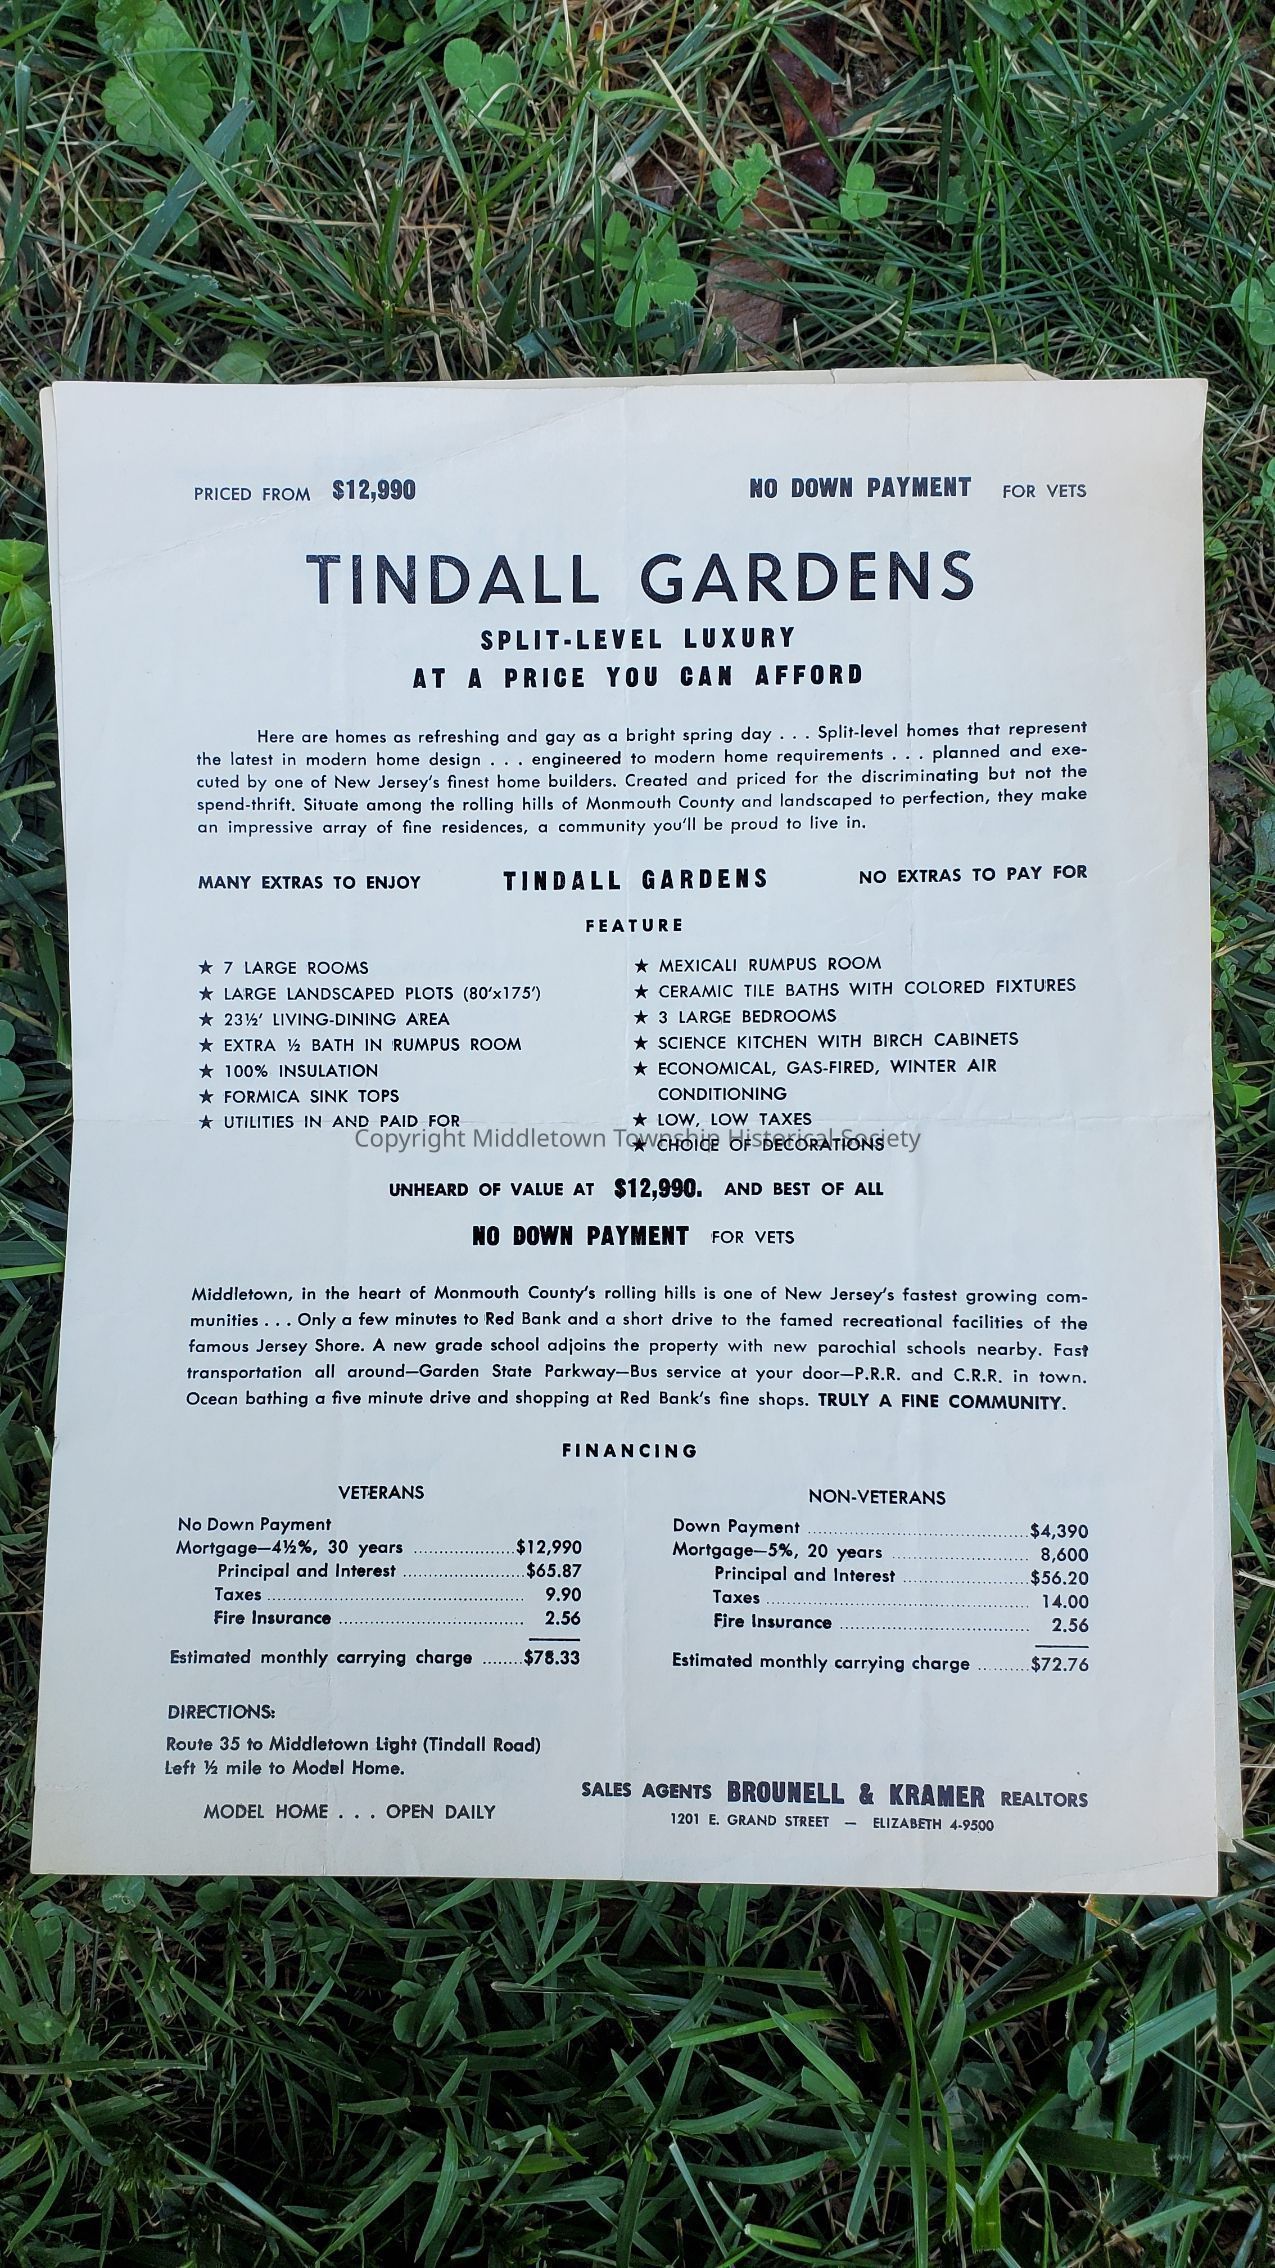 PRICED FROM $12,990 NO DOWN PAYMENT FOR VETS
TINDALL GARDENS
SPLIT-LEVEL LUXURY
AT A PRICE YOU CAN AFFORD
Here are homes as refreshing and gay as a bright spring day . . . Split-level homes that represent
the latest in modern home design . . . engineered to modern home requirements . . . planned and exe-
cuted by one of New Jersey's finest home builders. Created and priced for the discriminating but not the
spend-thrift. Situate among the rolling hills of Monmouth County and landscaped to perfection, they make
an impressive array of fine residences, a community you'll be proud to live in.
MANY EXTRAS TO ENJOY TINDALL GARDENS NO EXTRAS TO PAY FOR
FEATURE
★ 7 LARGE ROOMS
★ LARGE LANDSCAPED PLOTS (80'x175')
★ 23½' LIVING-DINING AREA
★ EXTRA ½ BATH IN RUMPUS ROOM
★ 100% INSULATION
★ FORMICA SINK TOPS
★ UTILITIES IN AND PAID FOR
★ MEXICALI RUMPUS ROOM
★ CERAMIC TILE BATHS WITH COLORED FIXTURES
★ 3 LARGE BEDROOMS
★ SCIENCE KITCHEN WITH BIRCH CABINETS
★ ECONOMICAL, GAS-FIRED, WINTER AIR
CONDITIONING
★ LOW, LOW TAXES
★ CHOICE OF DECORATIONS
Copyright Middletown Township Historical Society
UNHEARD OF VALUE AT $12,990. AND BEST OF ALL
NO DOWN PAYMENT FOR VETS
Middletown, in the heart of Monmouth County's rolling hills is one of New Jersey's fastest growing com-
munities . . . Only a few minutes to Red Bank and a short drive to the famed recreational facilities of the
famous Jersey Shore. A new grade school adjoins the property with new parochial schools nearby. Fast
transportation all around—Garden State Parkway—Bus service at your door—P.R.R. and C.R.R. in town.
Ocean bathing a five minute drive and shopping at Red Bank's fine shops. TRULY A FINE COMMUNITY.
FINANCING
VETERANS
No Down Payment
Mortgage—4½%, 30 years ....................$12,990
Principal and Interest ........................$65.87
Taxes .................................................. 9.90
Fire Insurance ..................................... 2.56
Estimated monthly carrying charge ........$78.33
NON-VETERANS
Down Payment ............................................$4,390
Mortgage—5%, 20 years ........................... 8,600
Principal and Interest .........................$56.20
Taxes .................................................... 14.00
Fire Insurance ...................................... 2.56
Estimated monthly carrying charge ...........$72.76
DIRECTIONS:
Route 35 to Middletown Light (Tindall Road)
Left ½ mile to Model Home.
MODEL HOME . . . OPEN DAILY
SALES AGENTS BROUNELL & KRAMER REALTORS
1201 E. GRAND STREET — ELIZABETH 4-9500